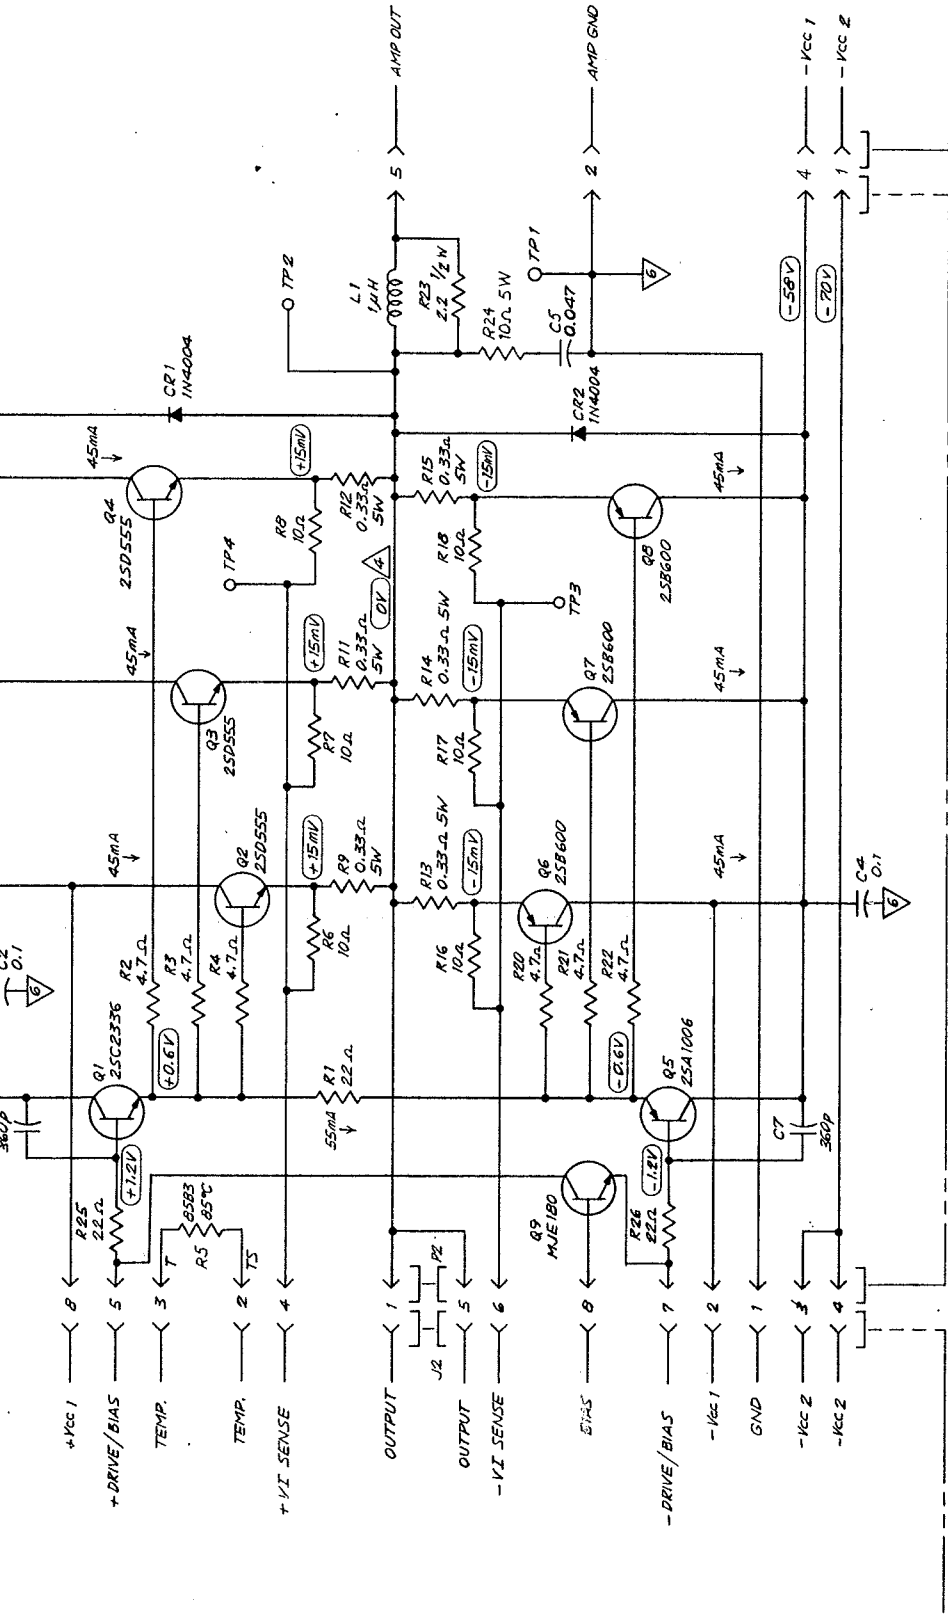 AMP OUT
AMP GND
-VCC 1
-VCC 2
5
2
4
1
-58V
-70V
TP2
L1
1µH
R23
2.2 1/2W
R24
10Ω 5W
C5
0.047
TP1
6
CR1
1N4004
CR2
1N4004
45mA
Q4
2SD555
+15mV
R8
10Ω
R12
0.33Ω
5W
TP4
0V
4
R15
0.33Ω
5W
-15mV
R18
10Ω
TP3
Q8
2SB600
45mA
45mA
Q3
2SD555
+15mV
R11
0.33Ω
5W
R7
10Ω
R14
0.33Ω 5W
-15mV
R17
10Ω
Q7
2SB600
45mA
45mA
Q2
2SD555
+15mV
R9
0.33Ω
5W
R6
10Ω
R13
0.33Ω 5W
-15mV
R16
10Ω
Q6
2SB600
45mA
C4
0.1
6
C2
0.1
6
R2
4.7Ω
R3
4.7Ω
R4
4.7Ω
R20
4.7Ω
R21
4.7Ω
R22
4.7Ω
Q1
2SC2336
+0.6V
R1
22Ω
55mA
-0.6V
Q5
2SA1006
360p
+1.2V
R25
22Ω
8583
85°C
R5
T
TS
Q9
MJE180
-1.2V
R26
22Ω
C7
360p
P2
J2
8
5
3
2
4
1
5
6
8
7
2
1
3
4
+VCC 1
+DRIVE/BIAS
TEMP.
TEMP.
+VI SENSE
OUTPUT
OUTPUT
-VI SENSE
BIAS
-DRIVE/BIAS
-VCC 1
GND
-VCC 2
-VCC 2